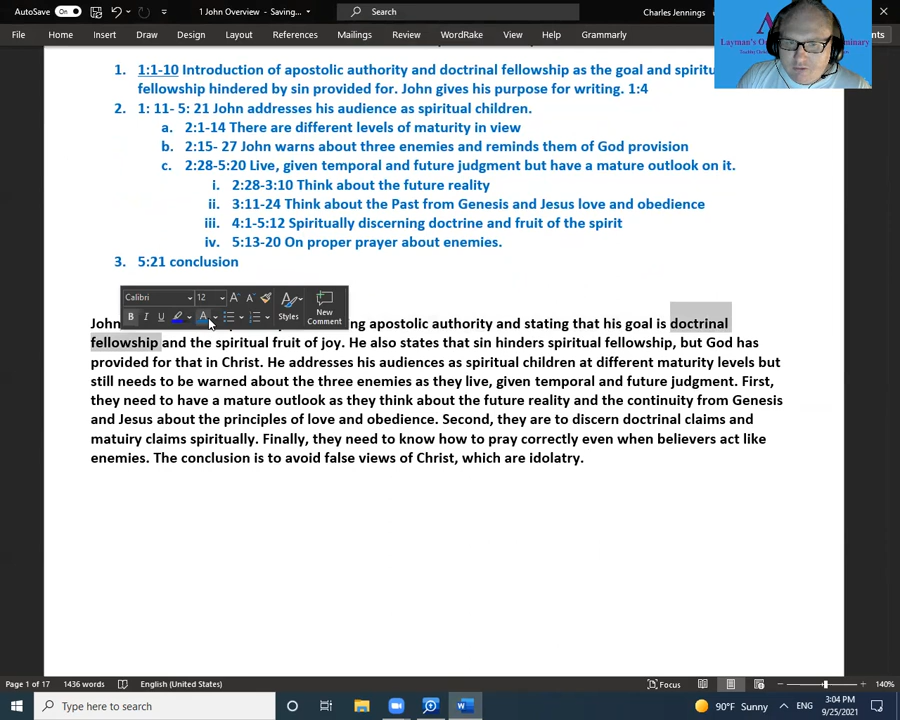 AutoSave On 1 John Overview - Saving... Search Charles Jennings
File Home Insert Draw Design Layout References Mailings Review WordRake View Help Grammarly
1. 1:1-10 Introduction of apostolic authority and doctrinal fellowship as the goal and
fellowship hindered by sin provided for. John gives his purpose for writing. 1:4
2. 1: 11- 5: 21 John addresses his audience as spiritual children.
a. 2:1-14 There are different levels of maturity in view
b. 2:15- 27 John warns about three enemies and reminds them of God provision
c. 2:28-5:20 Live, given temporal and future judgment but have a mature outlook on it.
i. 2:28-3:10 Think about the future reality
ii. 3:11-24 Think about the Past from Genesis and Jesus love and obedience
iii. 4:1-5:12 Spiritually discerning doctrine and fruit of the spirit
iv. 5:13-20 On proper prayer about enemies.
3. 5:21 conclusion
Calibri 12
B I U A Styles New Comment
John apostolic authority and stating that his goal is doctrinal
fellowship and the spiritual fruit of joy. He also states that sin hinders spiritual fellowship, but God has
provided for that in Christ. He addresses his audiences as spiritual children at different maturity levels but
still needs to be warned about the three enemies as they live, given temporal and future judgment. First,
they need to have a mature outlook as they think about the future reality and the continuity from Genesis
and Jesus about the principles of love and obedience. Second, they are to discern doctrinal claims and
matuiry claims spiritually. Finally, they need to know how to pray correctly even when believers act like
enemies. The conclusion is to avoid false views of Christ, which are idolatry.
Page 1 of 17 1436 words English (United States) Focus 140%
Type here to search 90°F Sunny ENG 3:04 PM
9/25/2021